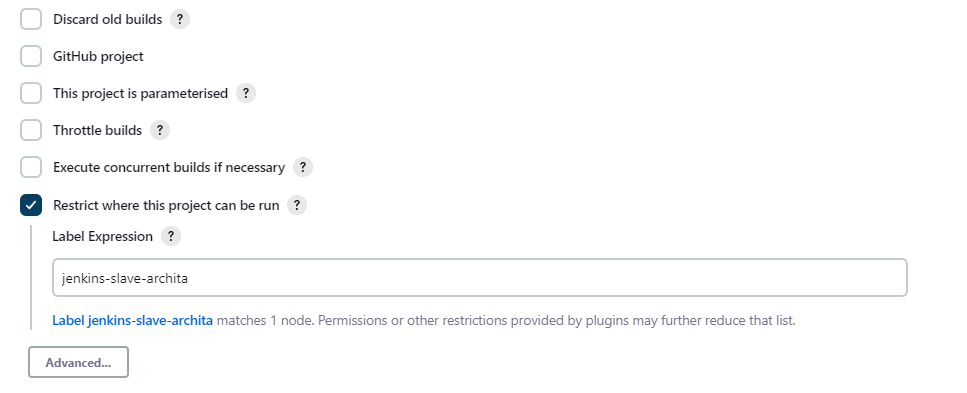 Discard old builds ?
GitHub project
This project is parameterised ?
Throttle builds ?
Execute concurrent builds if necessary ?
Restrict where this project can be run ?
Label Expression ?
jenkins-slave-archita
Label jenkins-slave-archita matches 1 node. Permissions or other restrictions provided by plugins may further reduce that list.
Advanced...